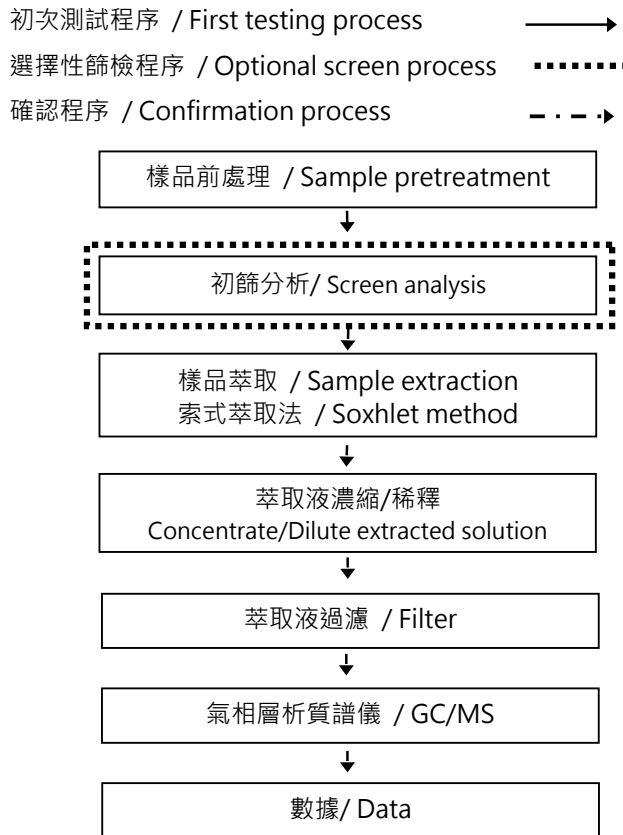 初次測試程序 / First testing process
選擇性篩檢程序 / Optional screen process
確認程序 / Confirmation process
樣品前處理 / Sample pretreatment
初篩分析/ Screen analysis
樣品萃取 / Sample extraction
索式萃取法 / Soxhlet method
萃取液濃縮/稀釋
Concentrate/Dilute extracted solution
萃取液過濾 / Filter
氣相層析質譜儀 / GC/MS
數據/ Data